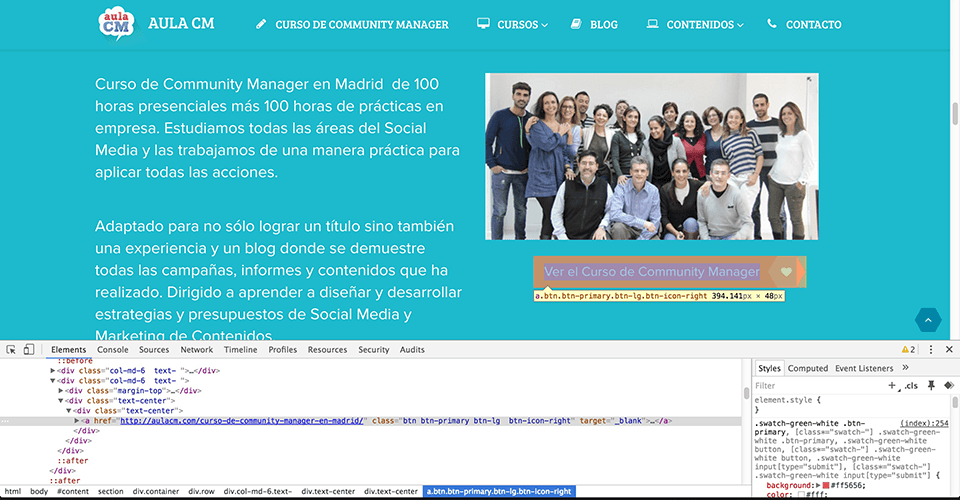 aula
CM
AULA CM
CURSO DE COMMUNITY MANAGER
CURSOS
BLOG
CONTENIDOS
CONTACTO
Curso de Community Manager en Madrid  de 100
horas presenciales más 100 horas de prácticas en
empresa. Estudiamos todas las áreas del Social
Media y las trabajamos de una manera práctica para
aplicar todas las acciones.
Adaptado para no sólo lograr un título sino también
una experiencia y un blog donde se demuestre
todas las campañas, informes y contenidos que ha
realizado. Dirigido a aprender a diseñar y desarrollar
estrategias y presupuestos de Social Media y
Marketing de Contenidos
Ver el Curso de Community Manager
a.btn.btn-primary.btn-lg.btn-icon-right 394.141px × 48px
Elements Console Sources Network Timeline Profiles Resources Security Audits
2
::before
<div class="col-md-6  text- ">…</div>
<div class="col-md-6  text- ">
<div class="margin-top">…</div>
<div class="text-center">
<div class="text-center">
<a href="http://aulacm.com/curso-de-community-manager-en-madrid/" class="btn btn-primary btn-lg  btn-icon-right" target="_blank">…</a>
</div>
</div>
::after
</div>
::after
html body #content section div.container div.row div.col-md-6.text- div.text-center div.text-center a.btn.btn-primary.btn-lg.btn-icon-right
Styles Computed Event Listeners »
Filter + .cls
element.style {
}
.swatch-green-white .btn- (index):254
primary, [class*="swatch-"] .swatch-green-
white .btn-primary, .swatch-green-white
button, [class*="swatch-"] .swatch-green-
white button, .swatch-green-white
input[type="submit"], [class*="swatch-"]
.swatch-green-white input[type="submit"] {
background: #ff5656;
color: #fff;